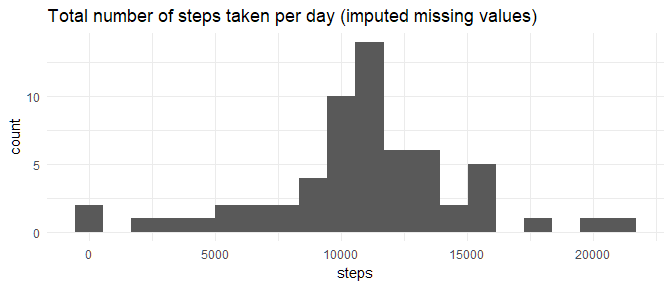 Total number of steps taken per day (imputed missing values)
10
5
0
count
0 5000 10000 15000 20000
steps